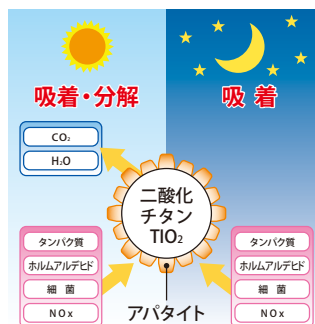 吸着・分解
吸着
CO₂
H₂O
二酸化
チタン
TIO₂
タンパク質
ホルムアルデヒド
細菌
NOx
タンパク質
ホルムアルデヒド
細菌
NOx
アパタイト